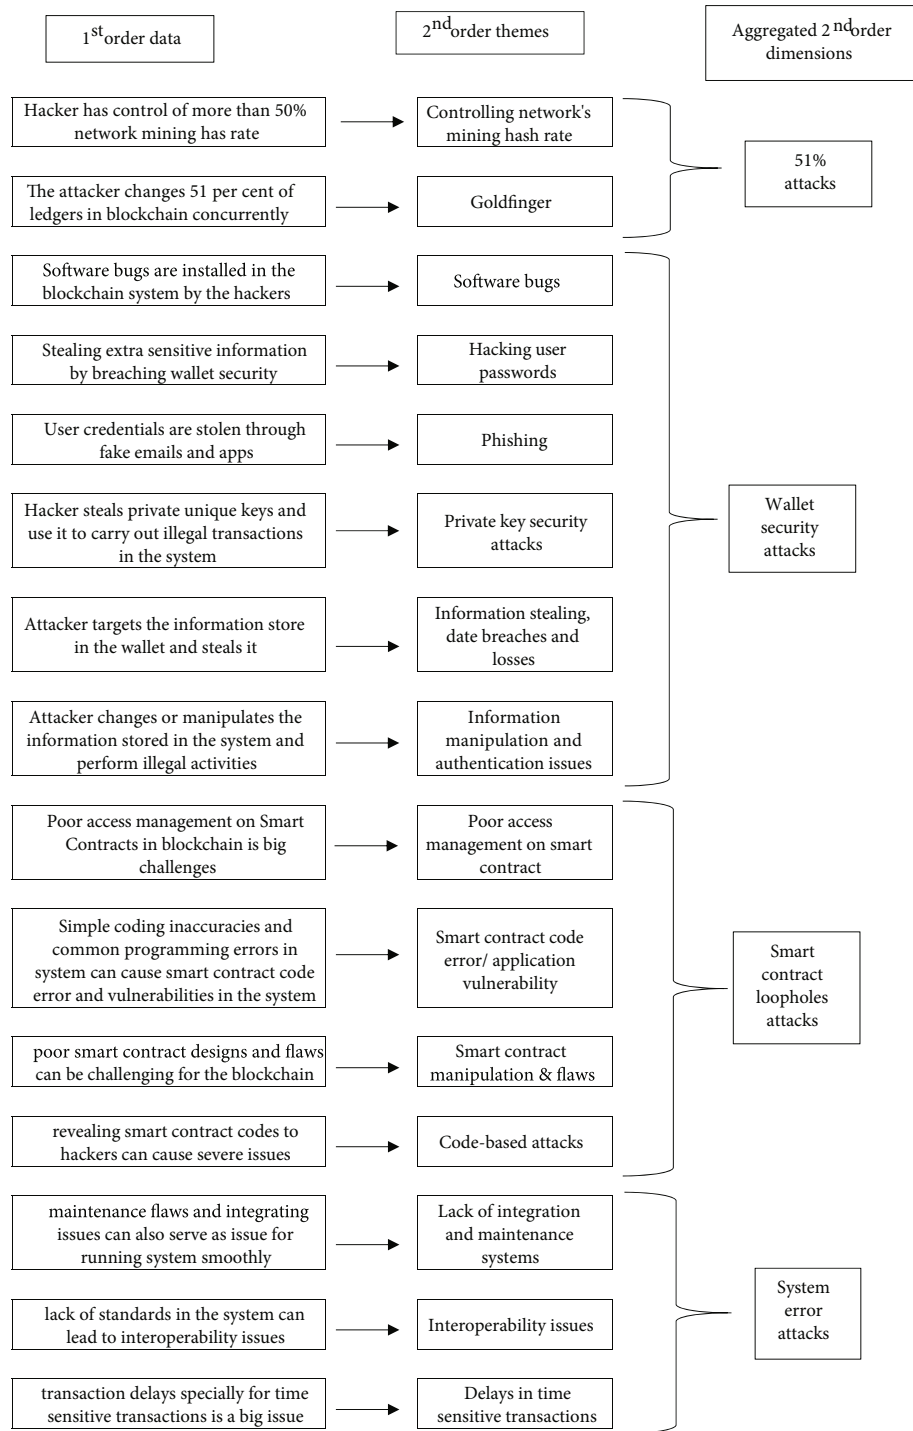 1st order data
2nd order themes
Aggregated 2nd order
dimensions
Hacker has control of more than 50%
network mining has rate
Controlling network's
mining hash rate
51%
attacks
The attacker changes 51 per cent of
ledgers in blockchain concurrently
Goldfinger
Software bugs are installed in the
blockchain system by the hackers
Software bugs
Stealing extra sensitive information
by breaching wallet security
Hacking user
passwords
User credentials are stolen through
fake emails and apps
Phishing
Hacker steals private unique keys and
use it to carry out illegal transactions
in the system
Private key security
attacks
Wallet
security
attacks
Attacker targets the information store
in the wallet and steals it
Information stealing,
date breaches and
losses
Attacker changes or manipulates the
information stored in the system and
perform illegal activities
Information
manipulation and
authentication issues
Poor access management on Smart
Contracts in blockchain is big
challenges
Poor access
management on smart
contract
Simple coding inaccuracies and
common programming errors in
system can cause smart contract code
error and vulnerabilities in the system
Smart contract code
error/ application
vulnerability
Smart
contract
loopholes
attacks
poor smart contract designs and flaws
can be challenging for the blockchain
Smart contract
manipulation & flaws
revealing smart contract codes to
hackers can cause severe issues
Code-based attacks
maintenance flaws and integrating
issues can also serve as issue for
running system smoothly
Lack of integration
and maintenance
systems
System
error
attacks
lack of standards in the system can
lead to interoperability issues
Interoperability issues
transaction delays specially for time
sensitive transactions is a big issue
Delays in time
sensitive transactions